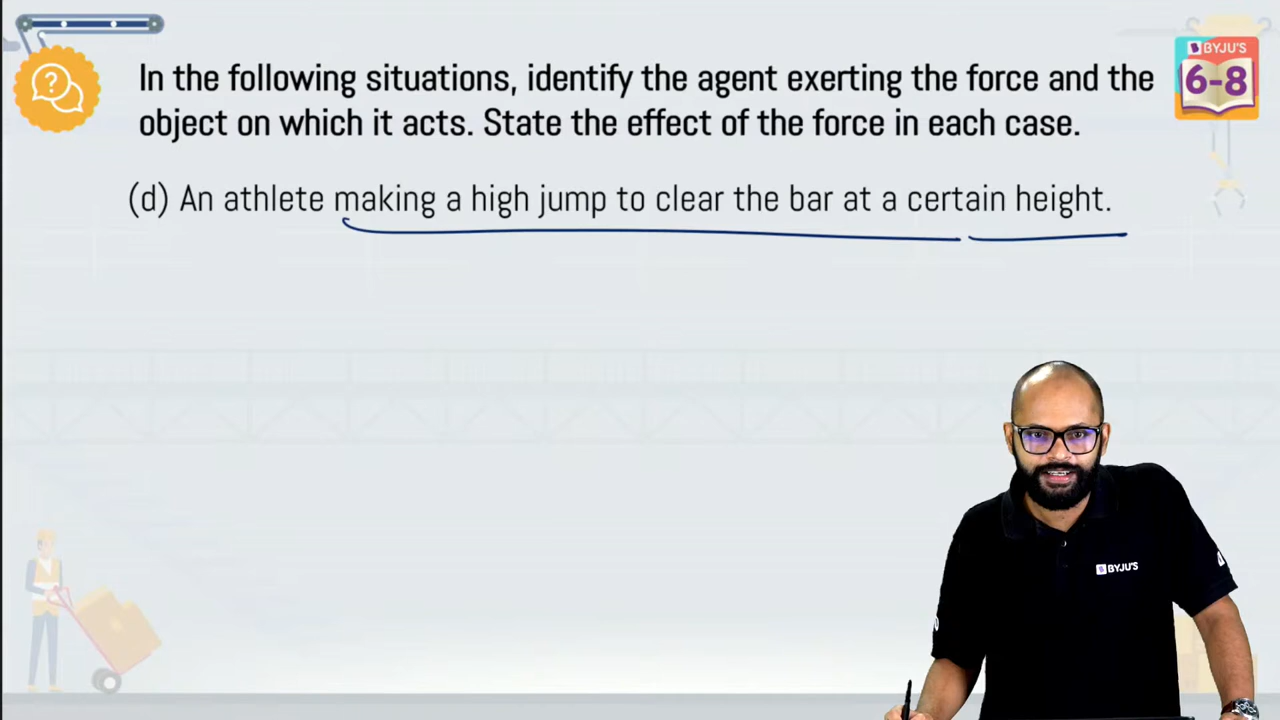 In the following situations, identify the agent exerting the force and the
object on which it acts. State the effect of the force in each case.
BYJU'S
6-8
(d) An athlete making a high jump to clear the bar at a certain height.
BYJU'S